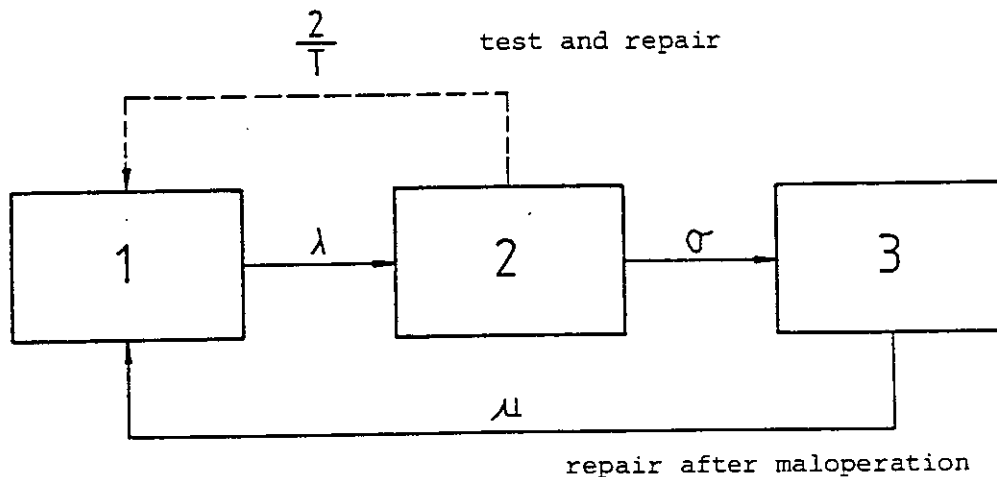 2
T
test and repair
1
λ
2
σ
3
μ
repair after maloperation